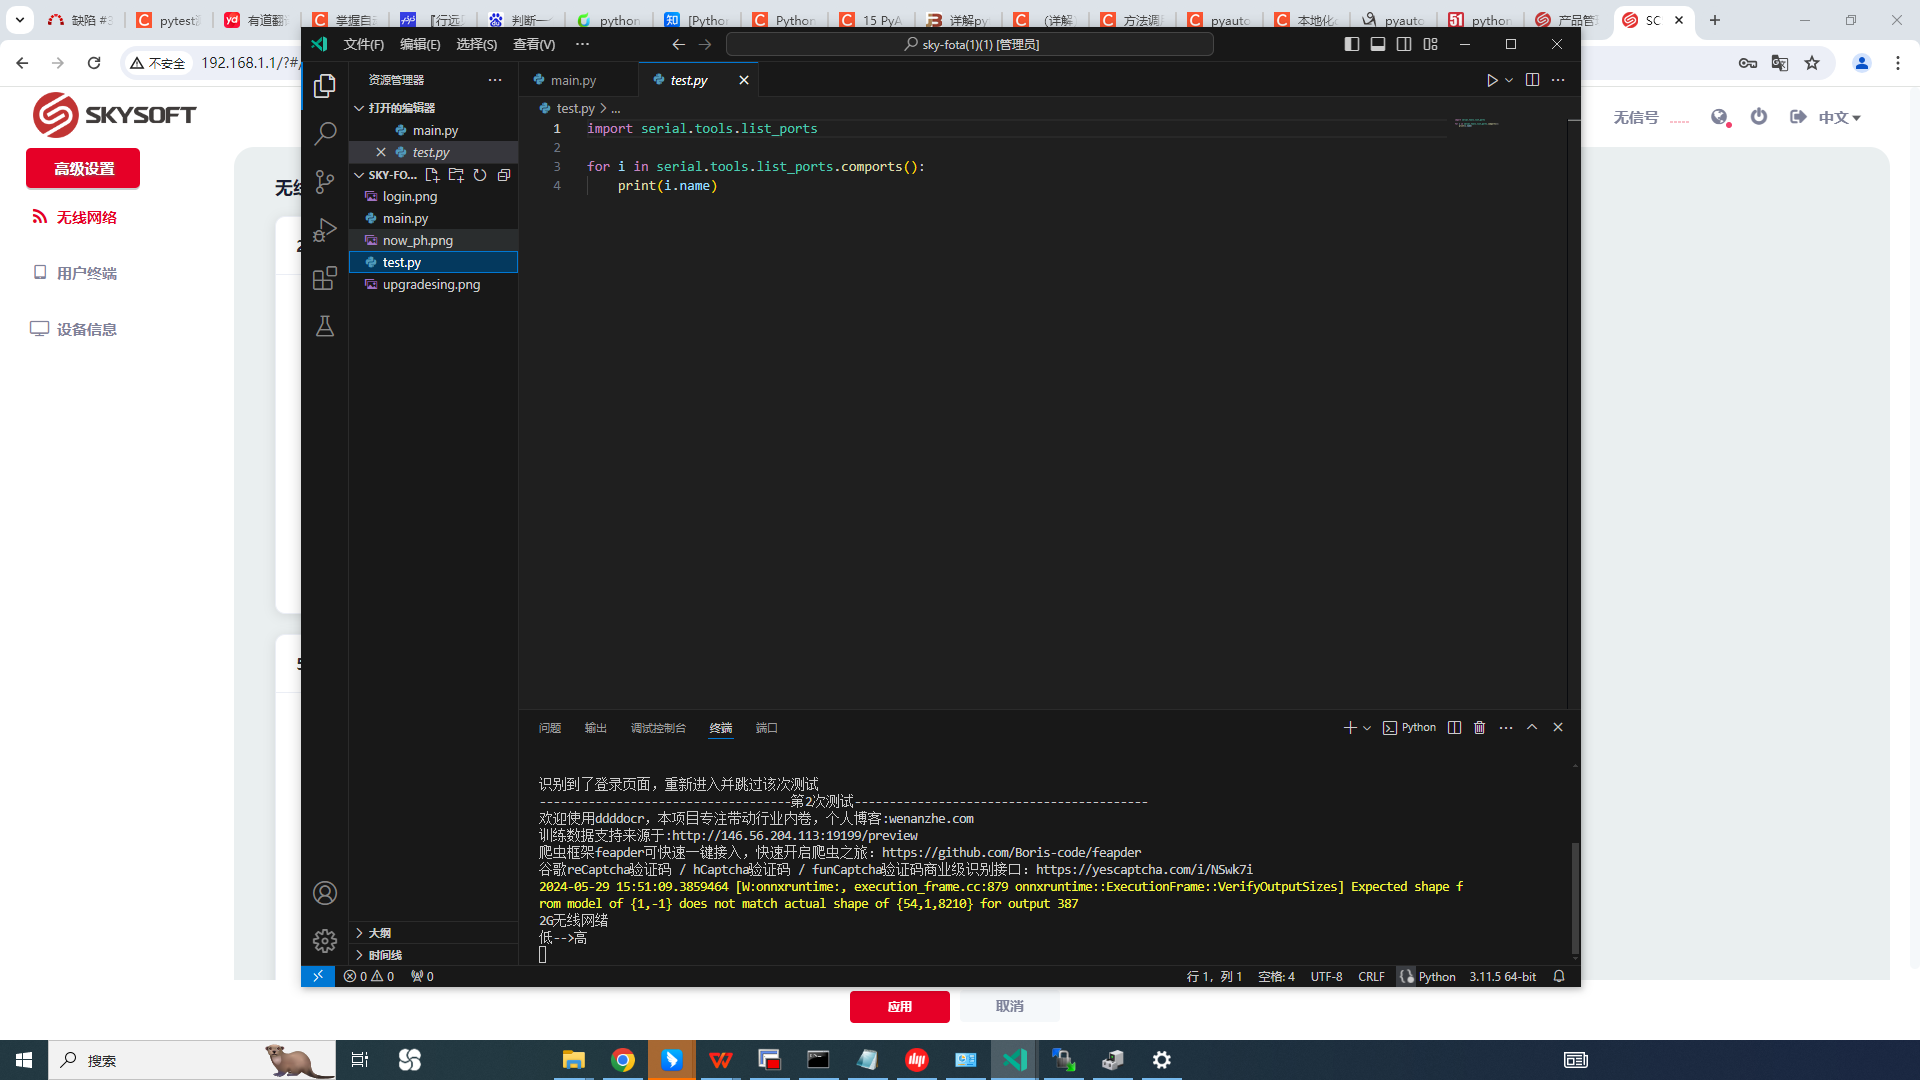 缺陷 #3
pytest
有道翻
掌握自
『行远
判断一
python
[Python
Python
15 PyA
详解py
(详解
方法调
pyauto
本地化
pyauto
python
产品管
SC
不安全
192.168.1.1/?#/
文件(F)
编辑(E)
选择(S)
查看(V)
sky-fota(1)(1) [管理员]
SKYSOFT
无信号
中文
高级设置
无线网络
用户终端
设备信息
资源管理器
打开的编辑器
main.py
test.py
SKY-FO...
login.png
main.py
now_ph.png
test.py
upgradesing.png
大纲
时间线
main.py
test.py
test.py > ...
1 import serial.tools.list_ports
2
3 for i in serial.tools.list_ports.comports():
4 print(i.name)
问题
输出
调试控制台
终端
端口
Python
识别到了登录页面，重新进入并跳过该次测试
------------------------------------第2次测试------------------------------------------
欢迎使用ddddocr，本项目专注带动行业内卷，个人博客:wenanzhe.com
训练数据支持来源于:http://146.56.204.113:19199/preview
爬虫框架feapder可快速一键接入，快速开启爬虫之旅：https://github.com/Boris-code/feapder
谷歌reCaptcha验证码 / hCaptcha验证码 / funCaptcha验证码商业级识别接口：https://yescaptcha.com/i/NSwk7i
2024-05-29 15:51:09.3859464 [W:onnxruntime:, execution_frame.cc:879 onnxruntime::ExecutionFrame::VerifyOutputSizes] Expected shape f
rom model of {1,-1} does not match actual shape of {54,1,8210} for output 387
2G无线网络
低-->高
0
0
0
行 1，列 1
空格: 4
UTF-8
CRLF
Python
3.11.5 64-bit
应用
取消
搜索